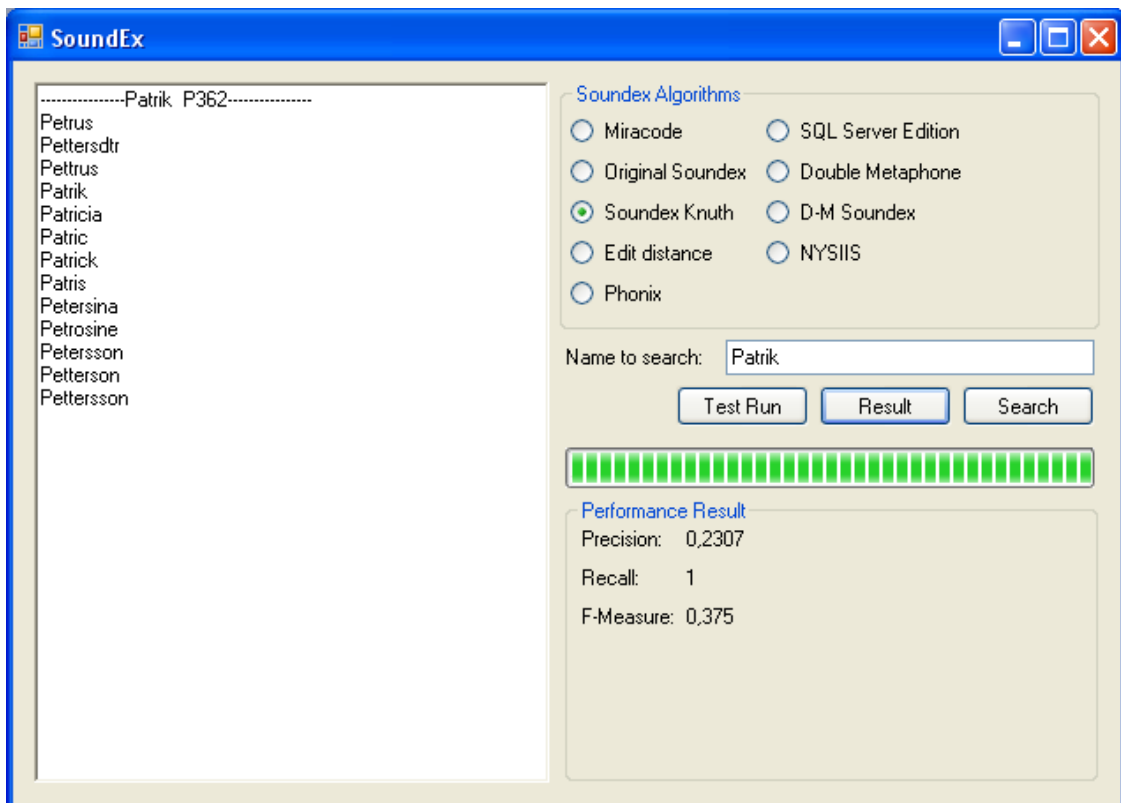 SoundEx
----------------Patrik P362----------------
Petrus
Pettersdtr
Pettrus
Patrik
Patricia
Patric
Patrick
Patris
Petersina
Petrosine
Petersson
Petterson
Pettersson
Soundex Algorithms
Miracode SQL Server Edition
Original Soundex Double Metaphone
Soundex Knuth D-M Soundex
Edit distance NYSIIS
Phonix
Name to search: Patrik
Test Run Result Search
Performance Result
Precision: 0,2307
Recall: 1
F-Measure: 0,375